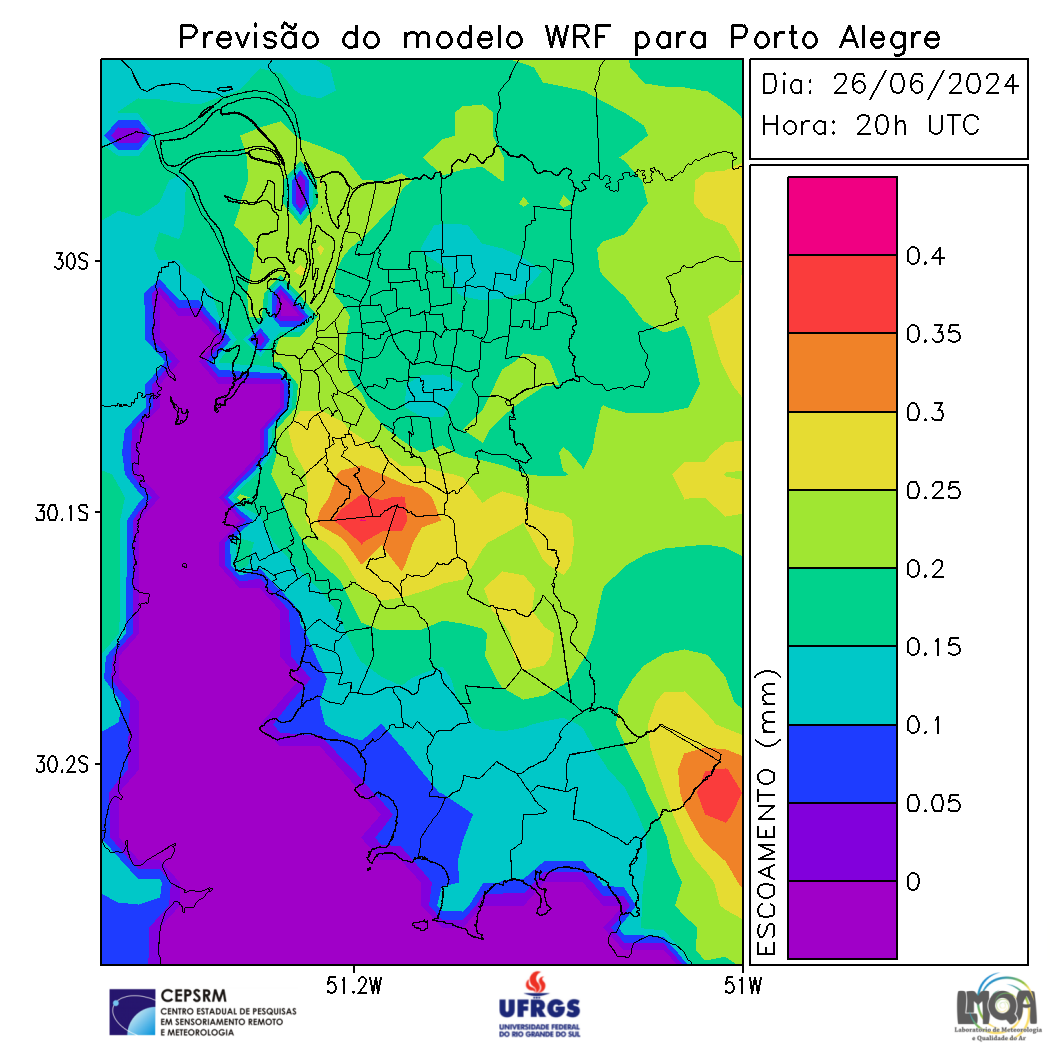 Previsão do modelo WRF para Porto Alegre
Dia: 26/06/2024
Hora: 20h UTC
30S
30.1S
30.2S
51.2W
51W
ESCOAMENTO (mm)
0.4
0.35
0.3
0.25
0.2
0.15
0.1
0.05
0
CEPSRM
CENTRO ESTADUAL DE PESQUISAS
EM SENSORIAMENTO REMOTO
E METEOROLOGIA
UFRGS
UNIVERSIDADE FEDERAL
DO RIO GRANDE DO SUL
LMQA
Laboratório de Meteorologia
e Qualidade do Ar